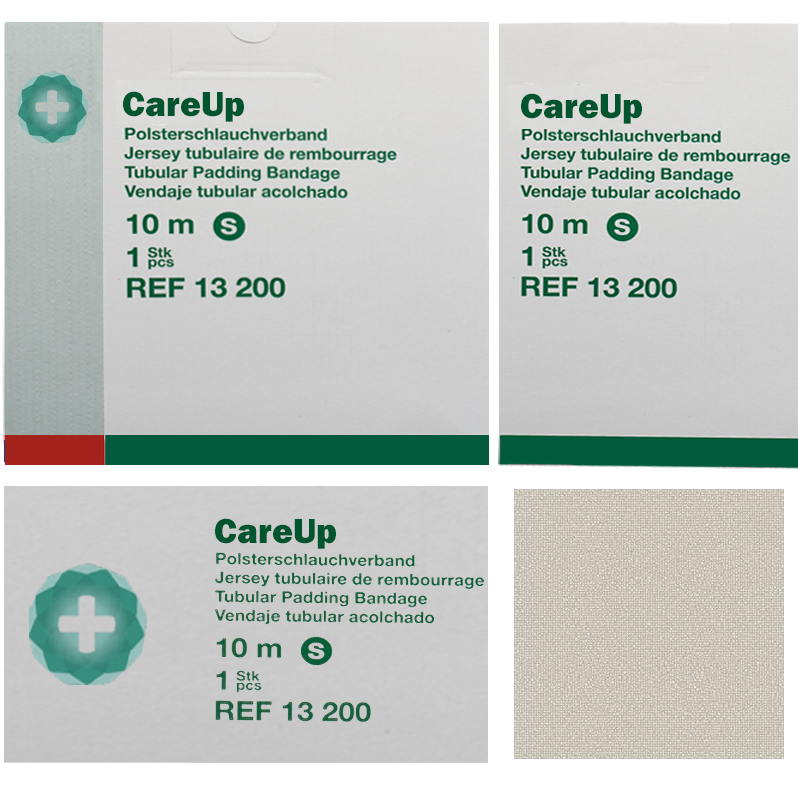 CareUp
Polsterschlauchverband
Jersey tubulaire de rembourrage
Tubular Padding Bandage
Vendaje tubular acolchado
10 m S
1 Stk
pcs
REF 13 200
CareUp
Polsterschlauchverband
Jersey tubulaire de rembourrage
Tubular Padding Bandage
Vendaje tubular acolchado
10 m S
1 Stk
pcs
REF 13 200
CareUp
Polsterschlauchverband
Jersey tubulaire de rembourrage
Tubular Padding Bandage
Vendaje tubular acolchado
10 m S
1 Stk
pcs
REF 13 200